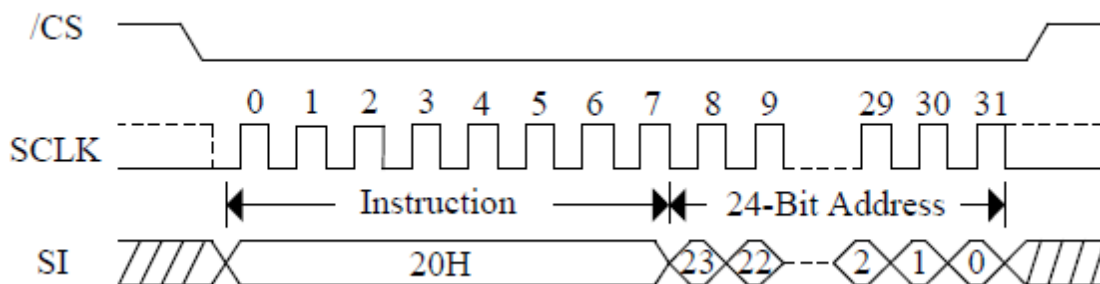 /CS
0 1 2 3 4 5 6 7 8 9 29 30 31
SCLK
Instruction 24-Bit Address
SI 20H 23 22 2 1 0